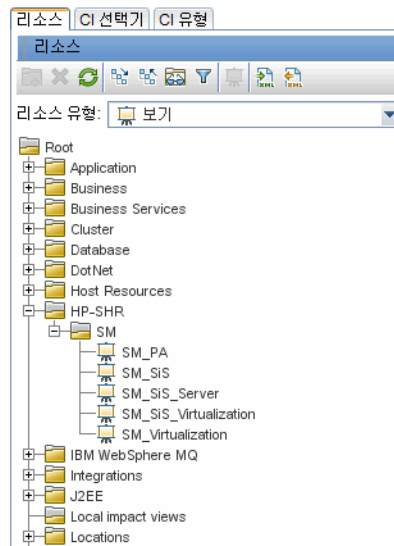 리소스 CI 선택기 CI 유형
리소스
XML XML
리소스 유형: 보기
Root
Application
Business
Business Services
Cluster
Database
DotNet
Host Resources
HP-SHR
SM
SM_PA
SM_SiS
SM_SiS_Server
SM_SiS_Virtualization
SM_Virtualization
IBM WebSphere MQ
Integrations
J2EE
Local impact views
Locations